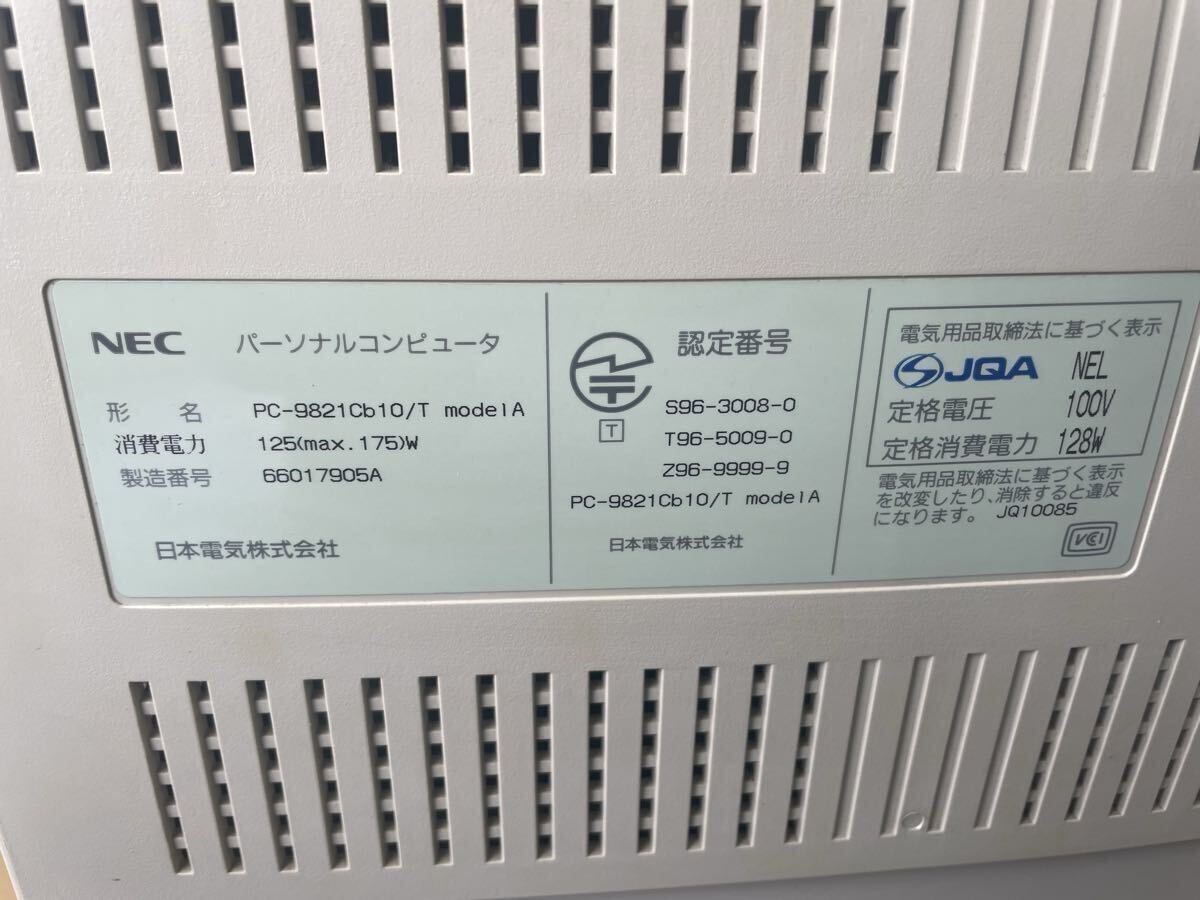 NEC パーソナルコンピュータ
形 名 PC-9821Cb10/T modelA
消費電力 125(max.175)W
製造番号 66017905A
日本電気株式会社
認定番号
T
S96-3008-0
T96-5009-0
Z96-9999-9
PC-9821Cb10/T modelA
日本電気株式会社
電気用品取締法に基づく表示
JQA NEL
定格電圧 100V
定格消費電力 128W
電気用品取締法に基づく表示
を改変したり、消除すると違反
になります。 JQ10085
VCI